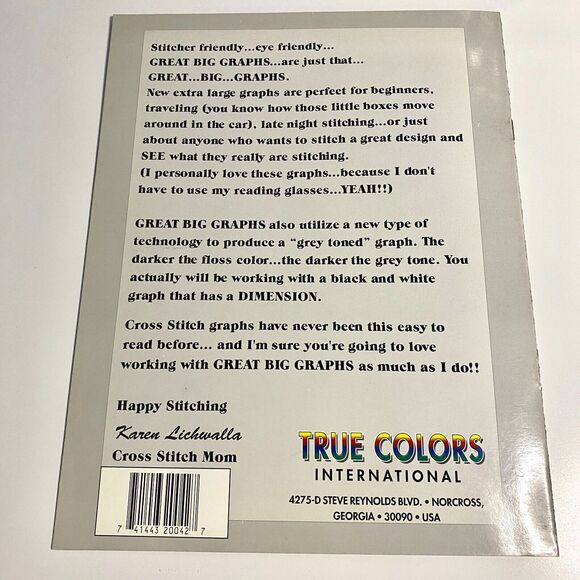 Stitcher friendly...eye friendly...
GREAT BIG GRAPHS...are just that...
GREAT...BIG...GRAPHS.
New extra large graphs are perfect for beginners,
traveling (you know how those little boxes move
around in the car), late night stitching...or just
about anyone who wants to stitch a great design and
SEE what they really are stitching.
(I personally love these graphs...because I don't
have to use my reading glasses...YEAH!!)
GREAT BIG GRAPHS also utilize a new type of
technology to produce a "grey toned" graph. The
darker the floss color...the darker the grey tone. You
actually will be working with a black and white
graph that has a DIMENSION.
Cross Stitch graphs have never been this easy to
read before... and I'm sure you're going to love
working with GREAT BIG GRAPHS as much as I do!!
Happy Stitching
Karen Lichwalla
Cross Stitch Mom
TRUE COLORS
INTERNATIONAL
4275-D STEVE REYNOLDS BLVD. • NORCROSS,
GEORGIA • 30090 • USA
7 41443 20042 7